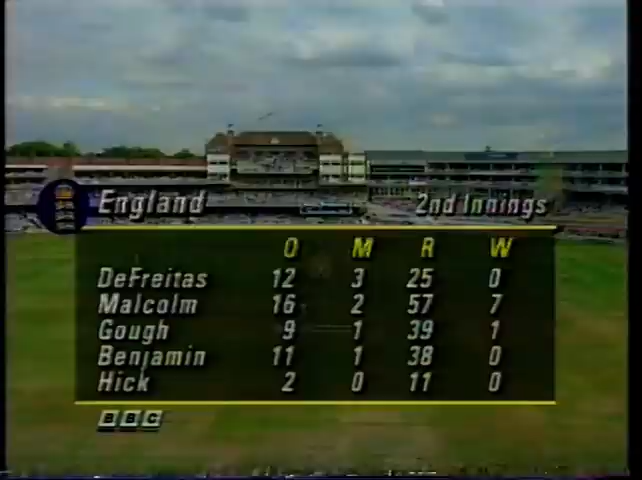 England 2nd Innings
O M R W
DeFreitas 12 3 25 0
Malcolm 16 2 57 7
Gough 9 1 39 1
Benjamin 11 1 38 0
Hick 2 0 11 0
BBC